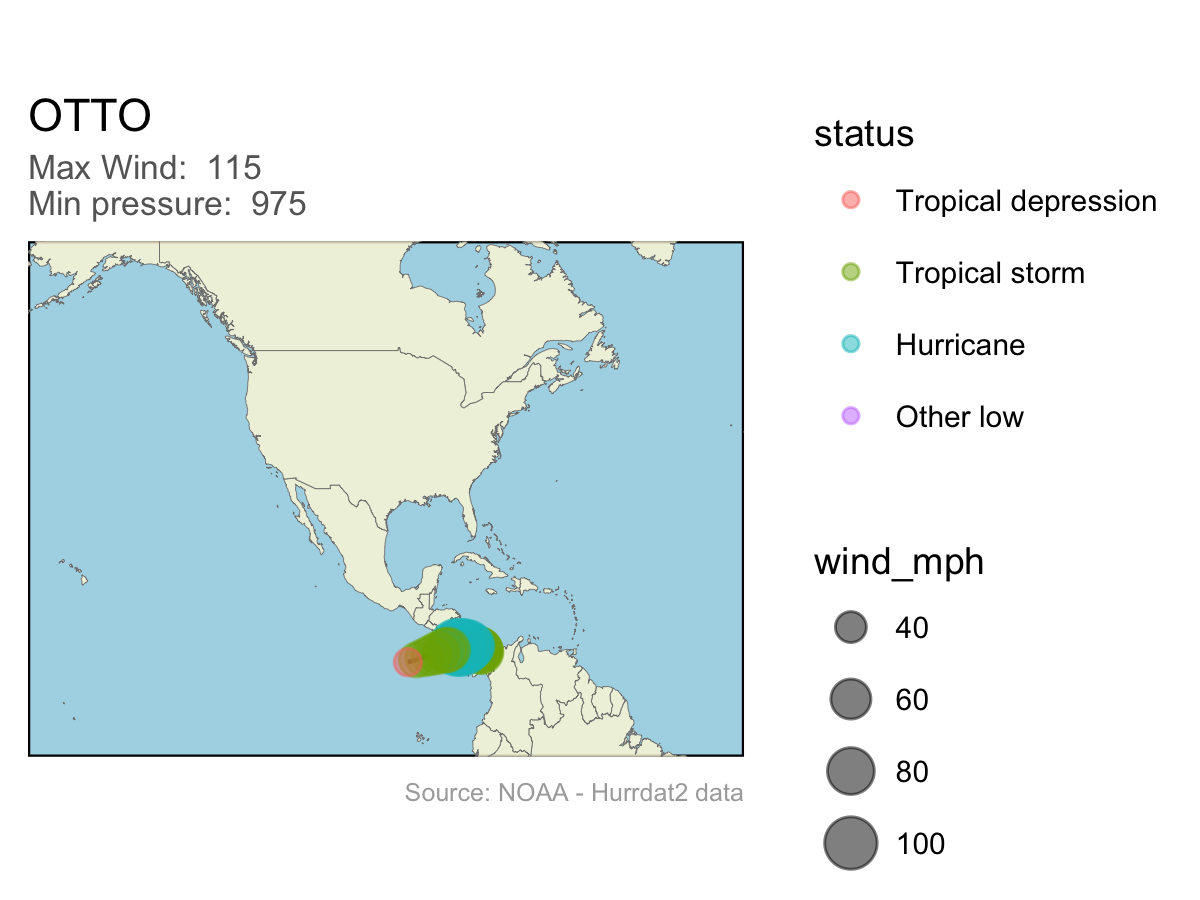 OTTO
Max Wind:  115
Min pressure:  975
status
Tropical depression
Tropical storm
Hurricane
Other low
wind_mph
40
60
80
100
Source: NOAA - Hurrdat2 data